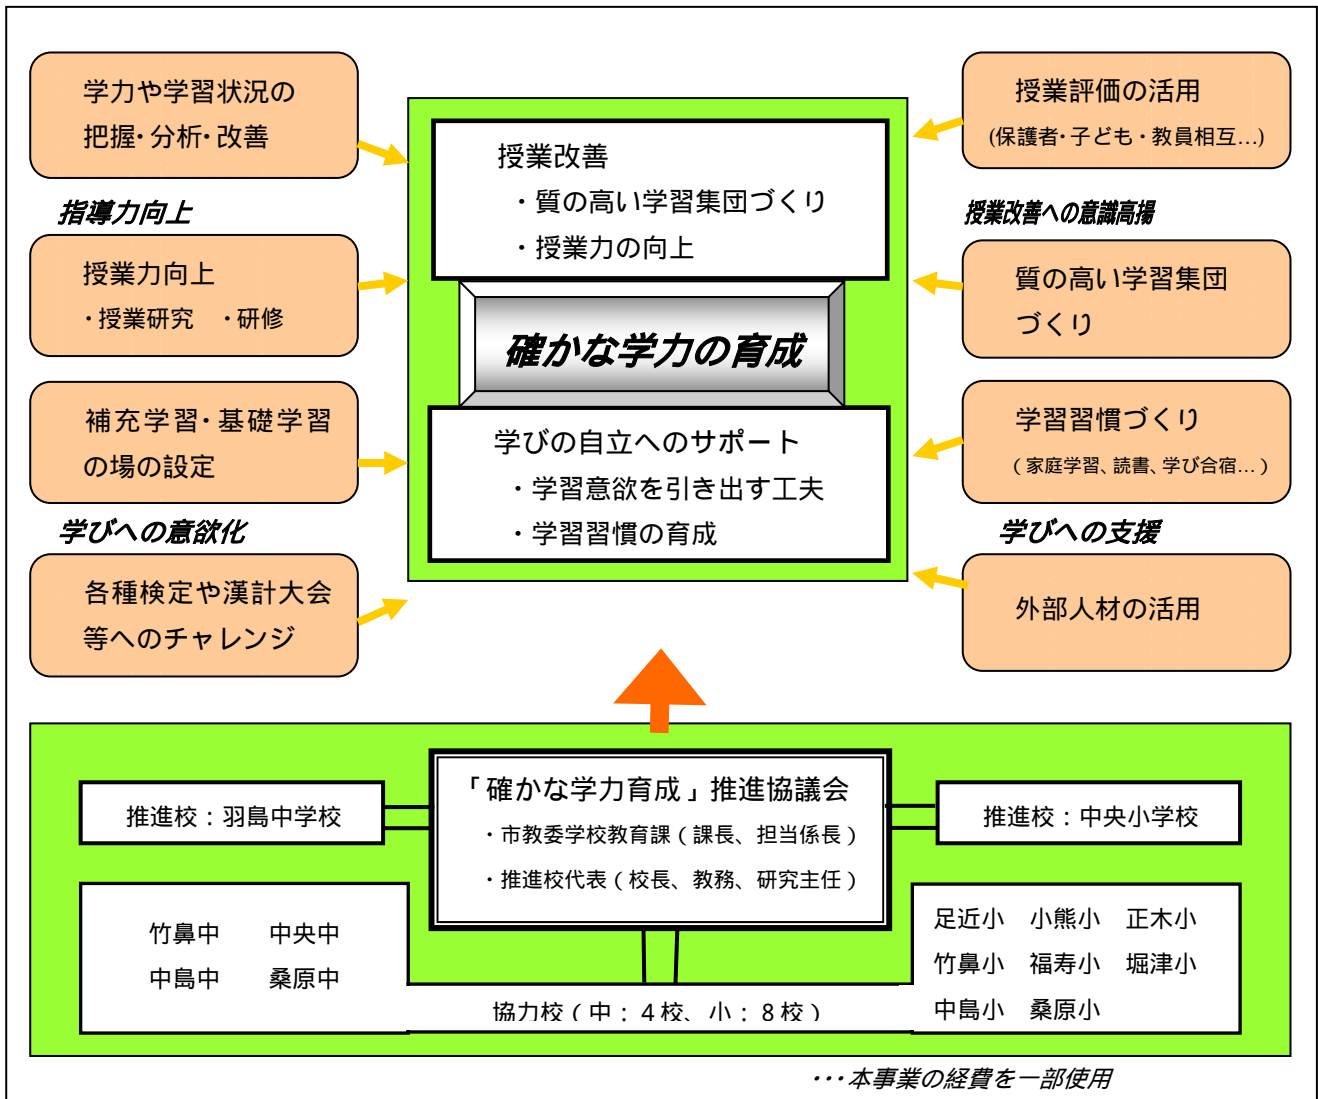 学力や学習状況の
把握・分析・改善
指導力向上
授業力向上
・授業研究　・研修
補充学習・基礎学習
の場の設定
学びへの意欲化
各種検定や漢計大会
等へのチャレンジ
授業改善
・質の高い学習集団づくり
・授業力の向上
確かな学力の育成
学びの自立へのサポート
・学習意欲を引き出す工夫
・学習習慣の育成
授業評価の活用
(保護者・子ども・教員相互…)
授業改善への意識高揚
質の高い学習集団
づくり
学習習慣づくり
（家庭学習、読書、学び合宿…）
学びへの支援
外部人材の活用
「確かな学力育成」推進協議会
・市教委学校教育課（課長、担当係長）
・推進校代表（校長、教務、研究主任）
推進校：羽島中学校
推進校：中央小学校
竹鼻中　中央中
中島中　桑原中
足近小　小熊小　正木小
竹鼻小　福寿小　堀津小
中島小　桑原小
協力校（中：４校、小：８校）
…本事業の経費を一部使用